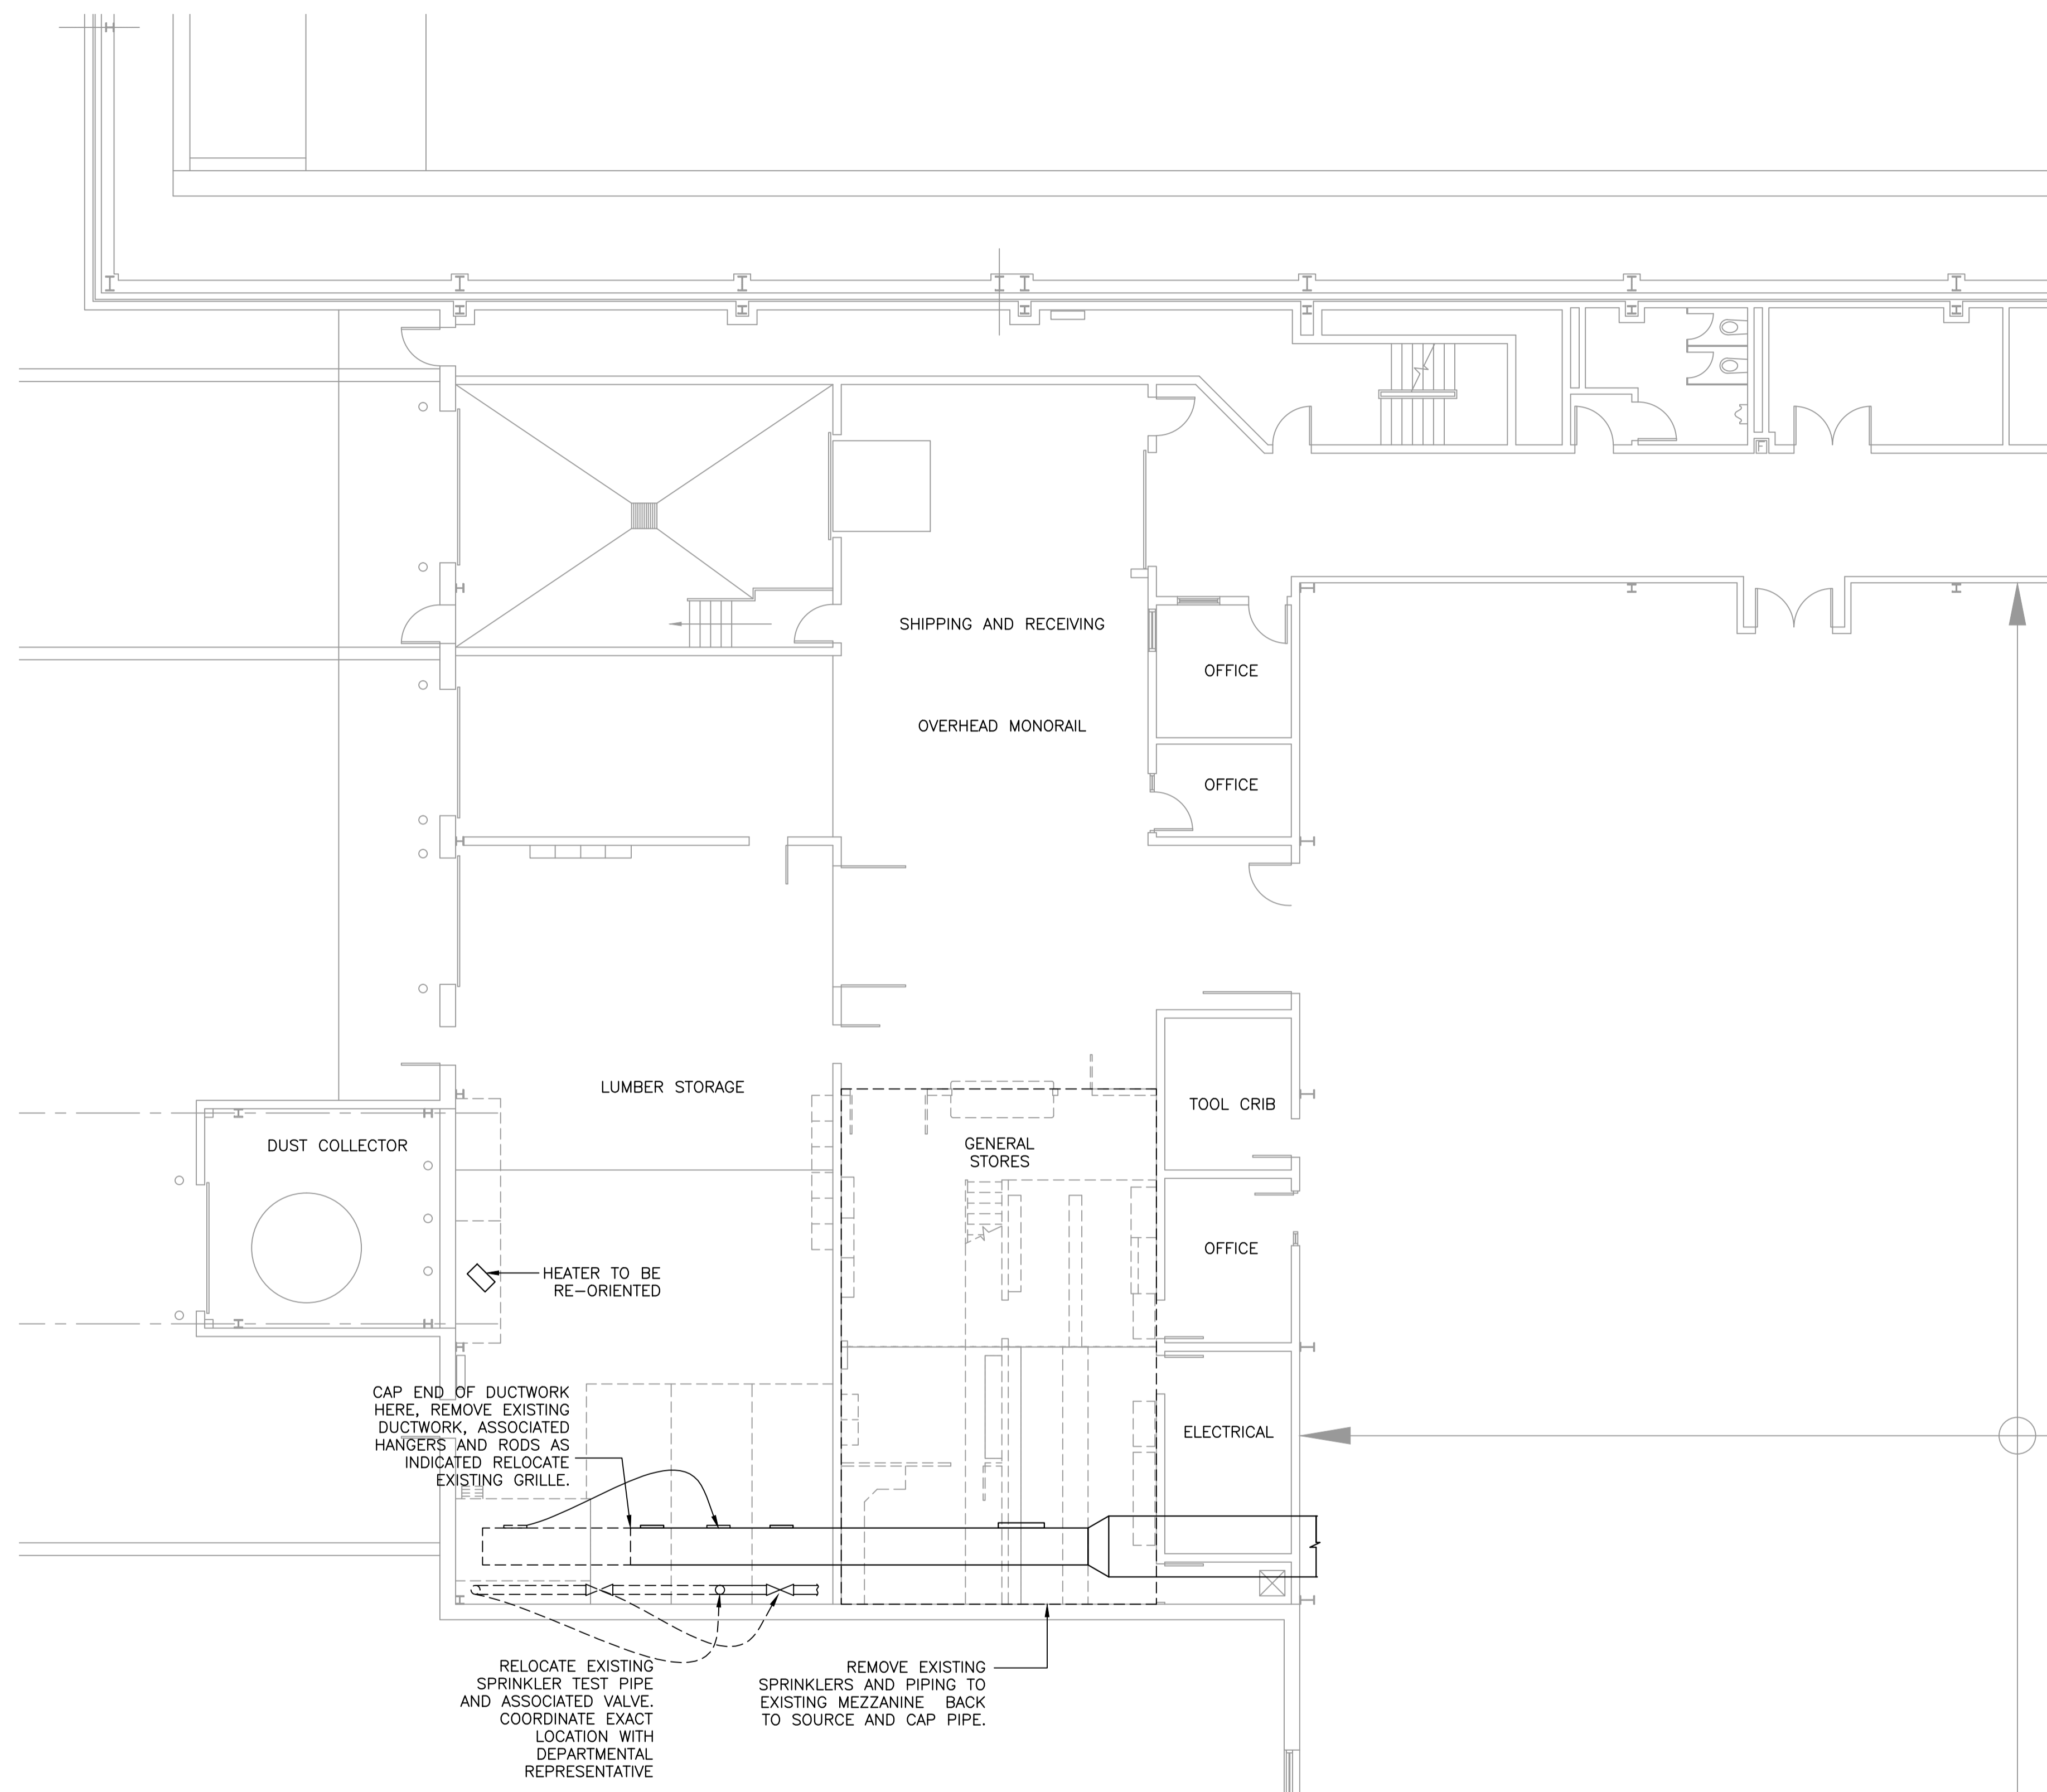 SHIPPING AND RECEIVING
OFFICE
OVERHEAD MONORAIL
OFFICE
LUMBER STORAGE
TOOL CRIB
DUST COLLECTOR
GENERAL
STORES
OFFICE
HEATER TO BE
RE-ORIENTED
CAP END OF DUCTWORK
HERE, REMOVE EXISTING
DUCTWORK, ASSOCIATED
HANGERS AND RODS AS
INDICATED RELOCATE
EXISTING GRILLE.
ELECTRICAL
RELOCATE EXISTING
SPRINKLER TEST PIPE
AND ASSOCIATED VALVE.
COORDINATE EXACT
LOCATION WITH
DEPARTMENTAL
REPRESENTATIVE
REMOVE EXISTING
SPRINKLERS AND PIPING TO
EXISTING MEZZANINE BACK
TO SOURCE AND CAP PIPE.